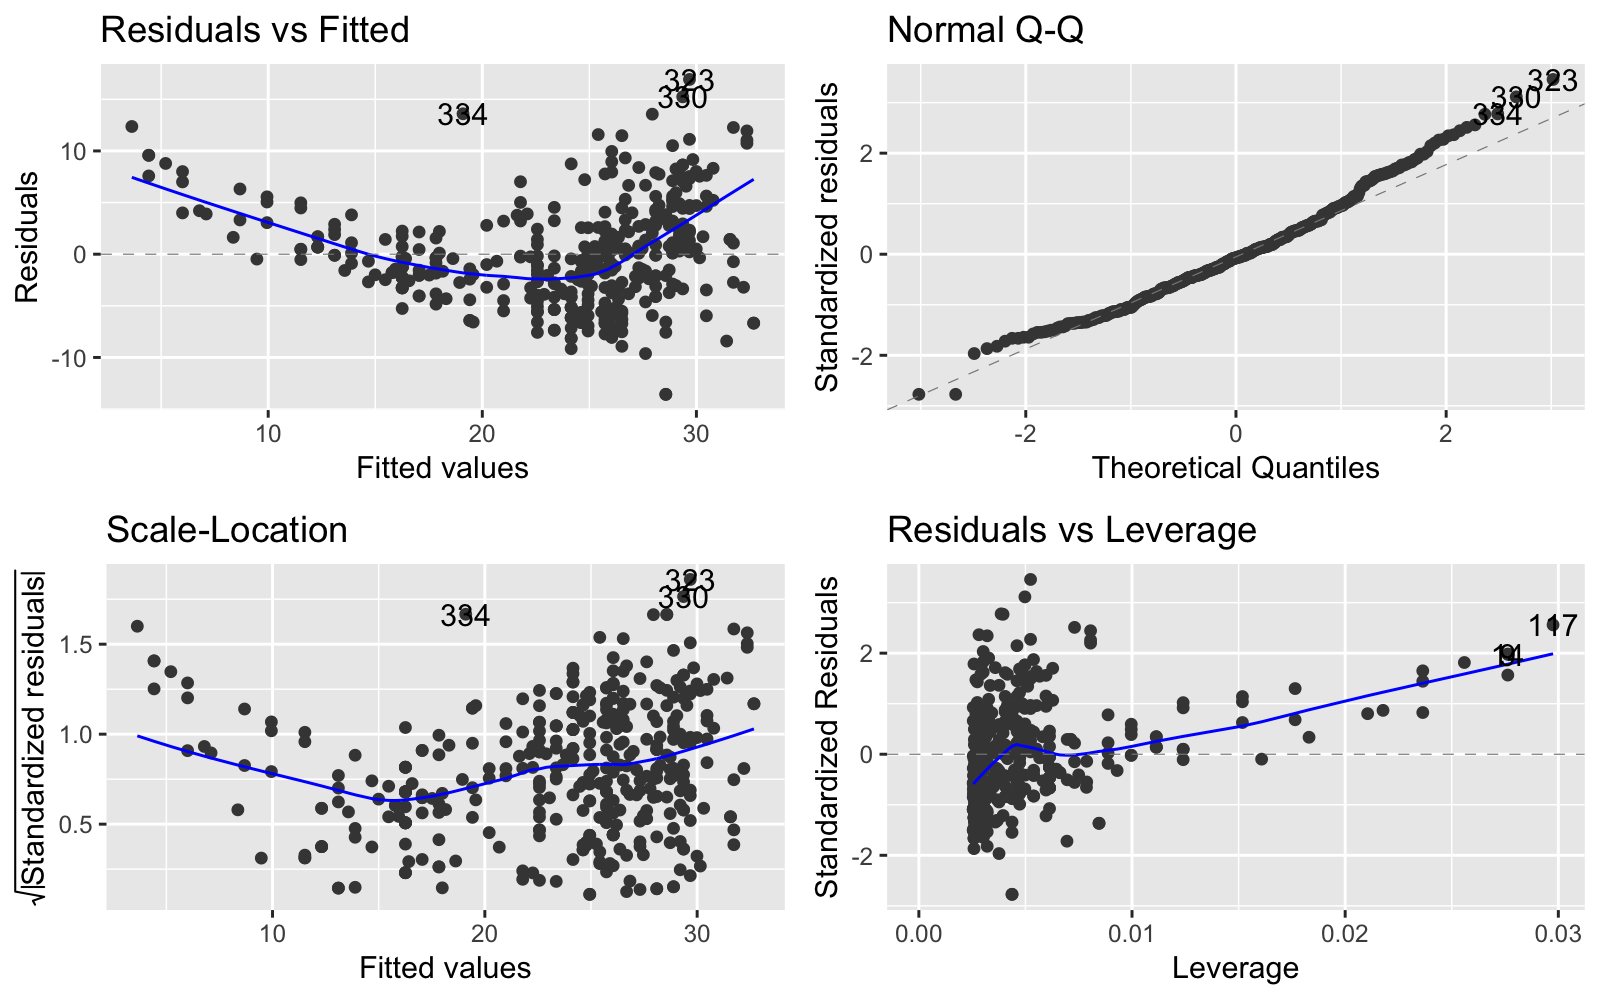 Residuals vs Fitted
Residuals
10
0
-10
323
330
334
10
20
30
Fitted values
Normal Q-Q
Standardized residuals
2
0
-2
323
330
334
-2
0
2
Theoretical Quantiles
Scale-Location
√|Standardized residuals|
1.5
1.0
0.5
323
330
334
10
20
30
Fitted values
Residuals vs Leverage
Standardized Residuals
2
0
-2
117
0.00
0.01
0.02
0.03
Leverage